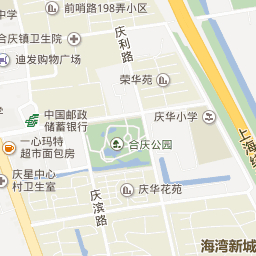 前哨路198弄小区
中学
合庆镇卫生院
庆利路
迪发购物广场
荣华苑
中国邮政
储蓄银行
庆华小学
上海绕
一心玛特
超市面包房
合庆公园
庆星中心
村卫生室
庆滨路
庆华花苑
海湾新城